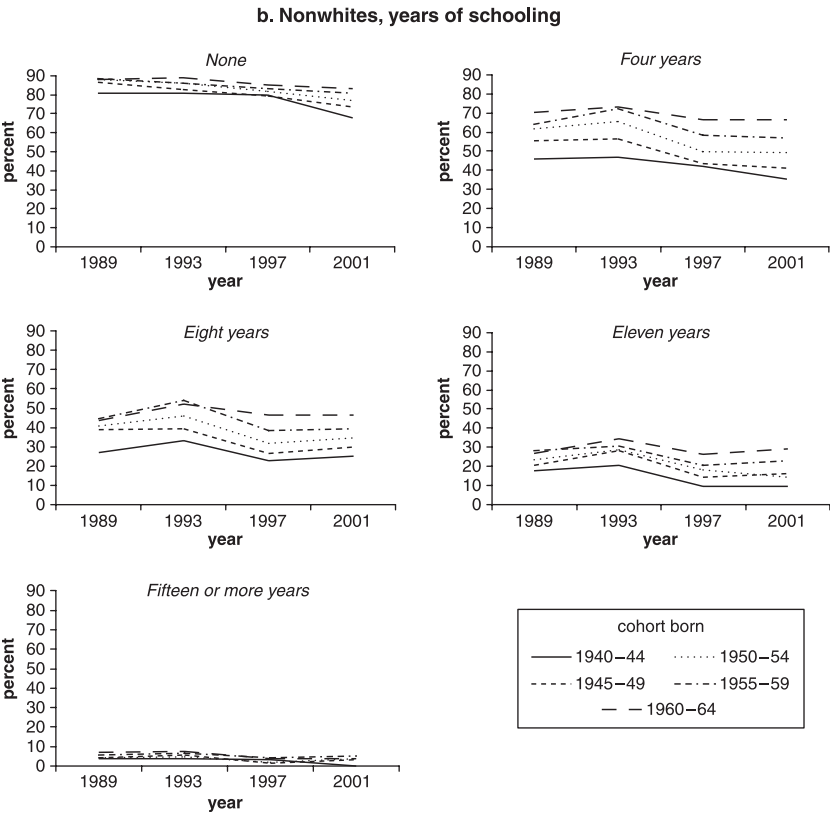 b. Nonwhites, years of schooling
None
90
80
70
60
50
40
30
20
10
0
percent
1989 1993 1997 2001
year
Four years
90
80
70
60
50
40
30
20
10
0
percent
1989 1993 1997 2001
year
Eight years
90
80
70
60
50
40
30
20
10
0
percent
1989 1993 1997 2001
year
Eleven years
90
80
70
60
50
40
30
20
10
0
percent
1989 1993 1997 2001
year
Fifteen or more years
90
80
70
60
50
40
30
20
10
0
percent
1989 1993 1997 2001
year
cohort born
1940–44 1950–54
1945–49 1955–59
1960–64